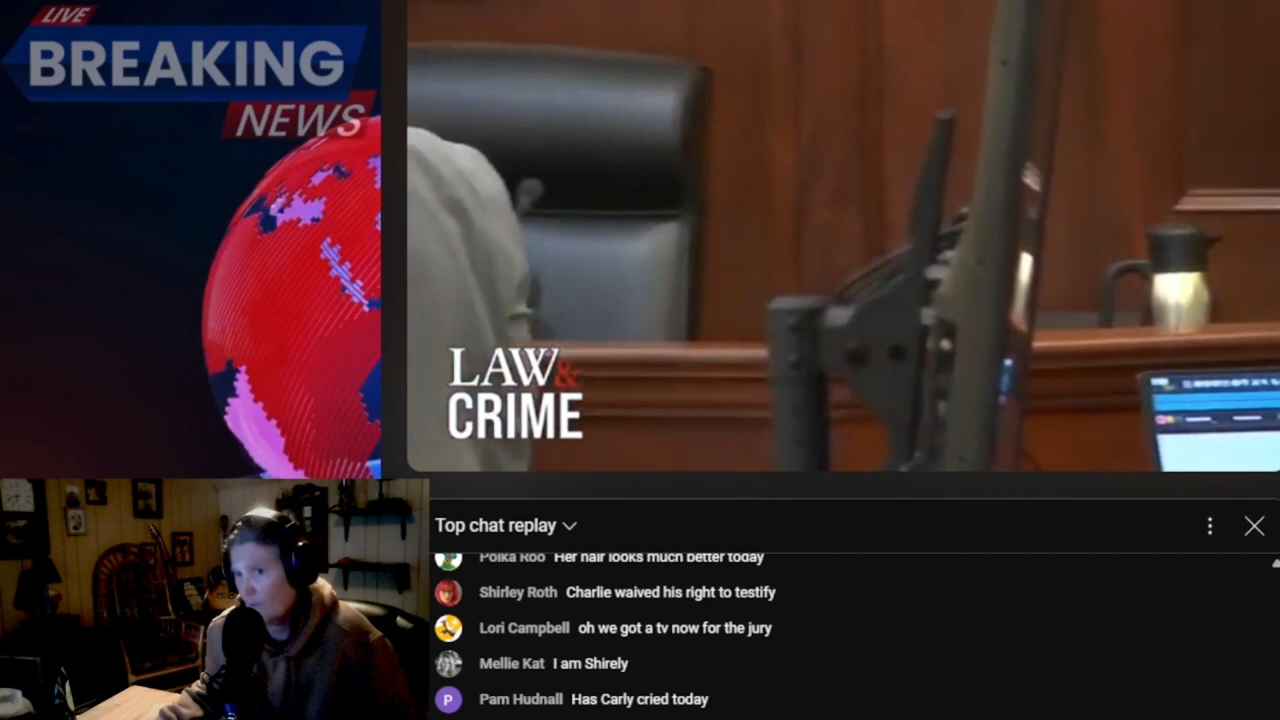 LIVE
BREAKING
NEWS
LAW&
CRIME
Top chat replay
Polka Roo Her hair looks much better today
Shirley Roth Charlie waived his right to testify
Lori Campbell oh we got a tv now for the jury
Mellie Kat I am Shirely
P Pam Hudnall Has Carly cried today